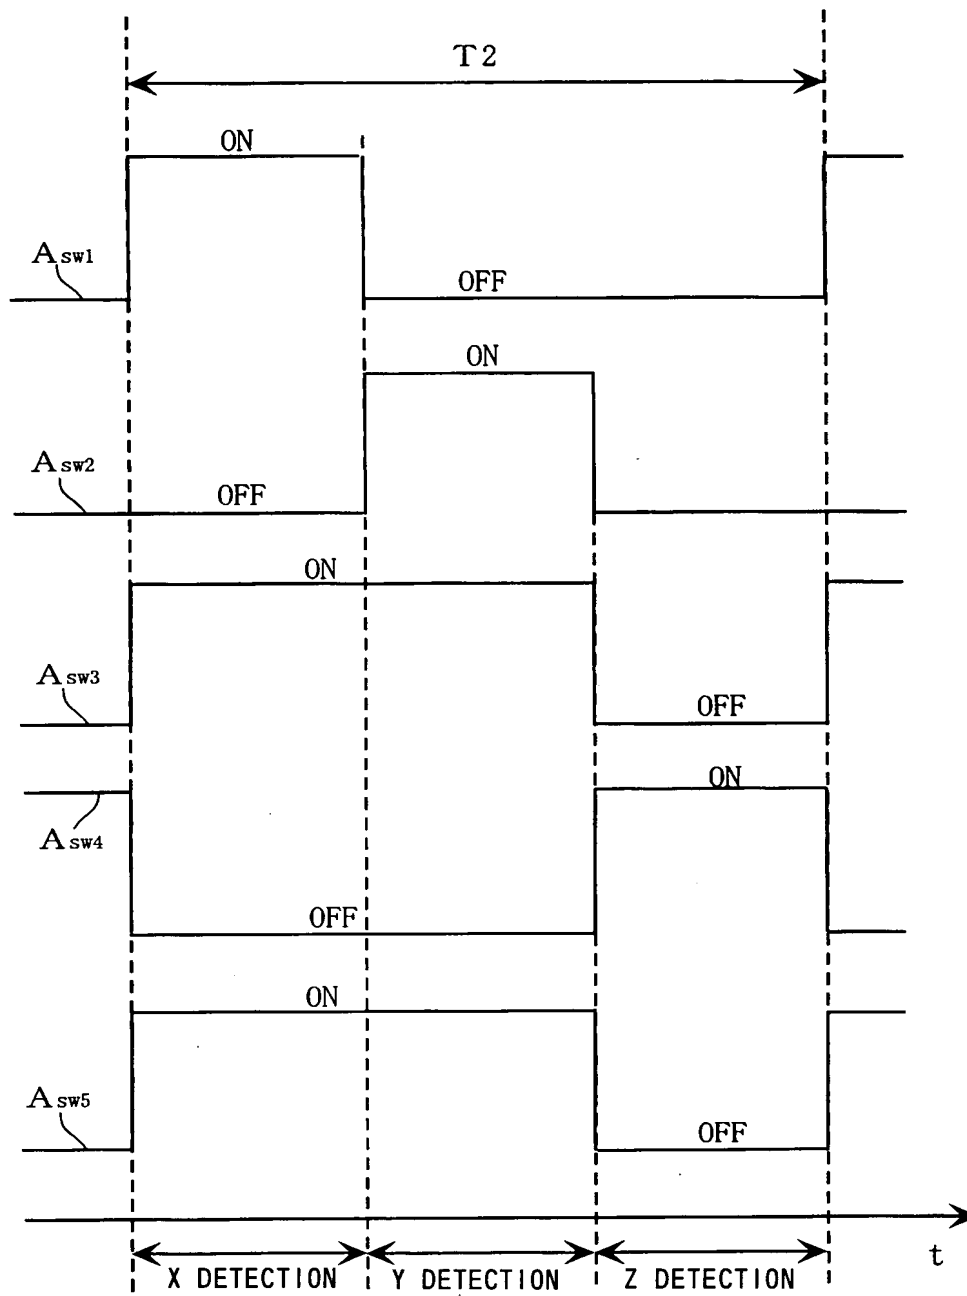 T2
ON
Asw1
OFF
ON
Asw2
OFF
ON
Asw3
OFF
ON
Asw4
OFF
ON
Asw5
OFF
t
X DETECTION
Y DETECTION
Z DETECTION